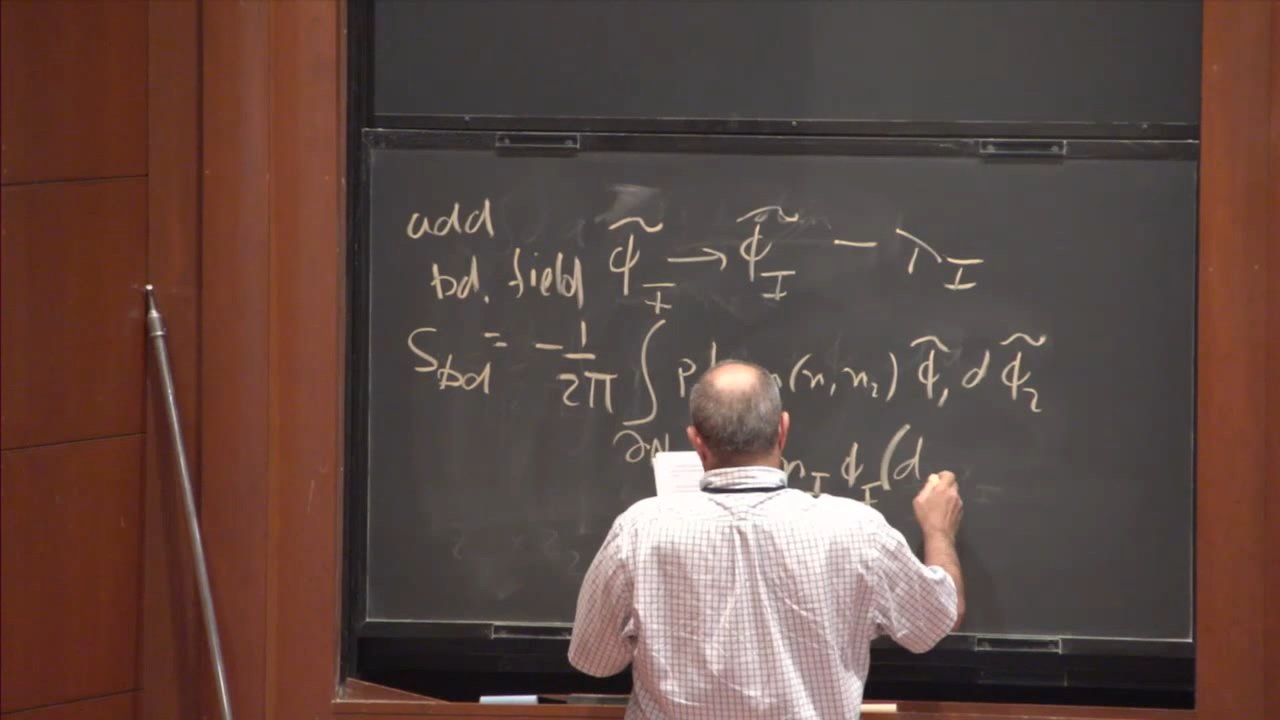 add
bd. field φ̃_I → φ̃_I − λ_I
S_bd = − 1/2π ∫_∂N p (n_1 n_2) φ̃_1 d φ̃_2
n_I φ_I (d